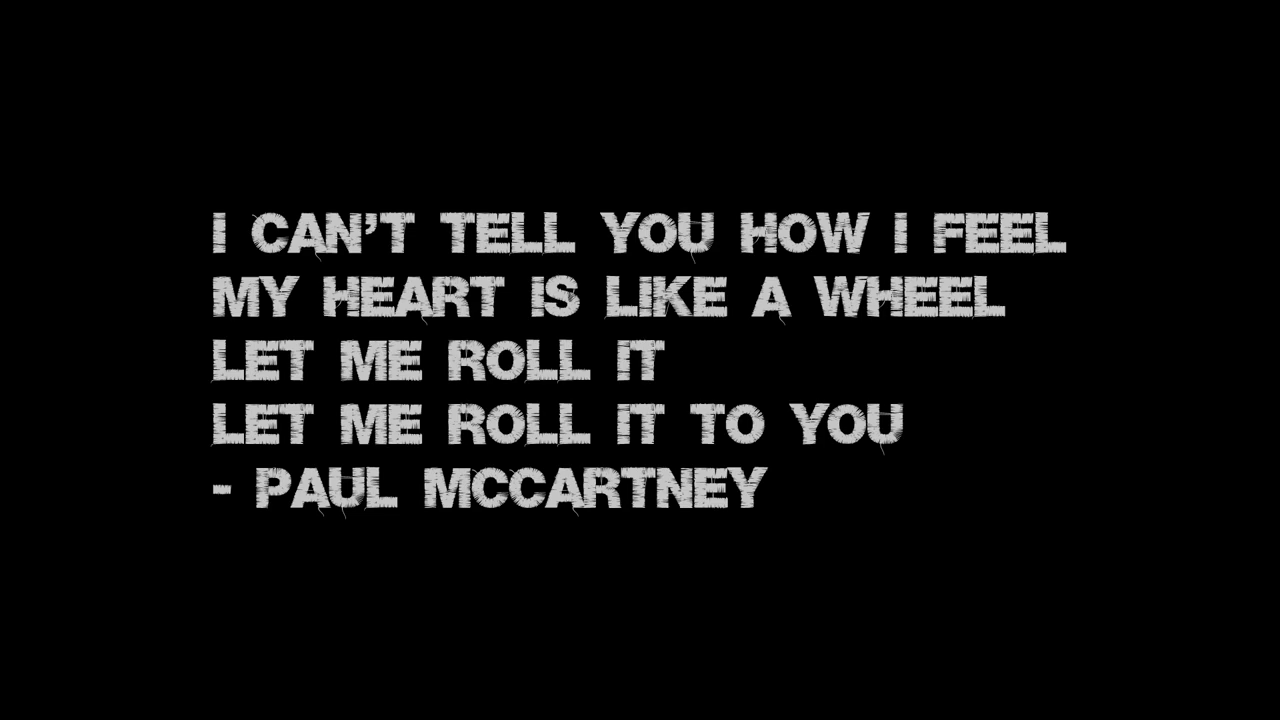 I CAN'T TELL YOU HOW I FEEL
MY HEART IS LIKE A WHEEL
LET ME ROLL IT
LET ME ROLL IT TO YOU
- PAUL MCCARTNEY